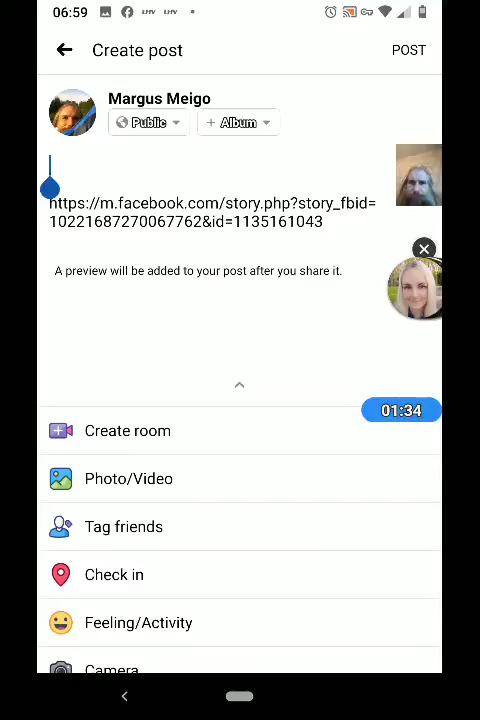 06:59
Create post
POST
Margus Meigo
Public
+ Album
https://m.facebook.com/story.php?story_fbid=
10221687270067762&id=1135161043
A preview will be added to your post after you share it.
01:34
Create room
Photo/Video
Tag friends
Check in
Feeling/Activity
Camera